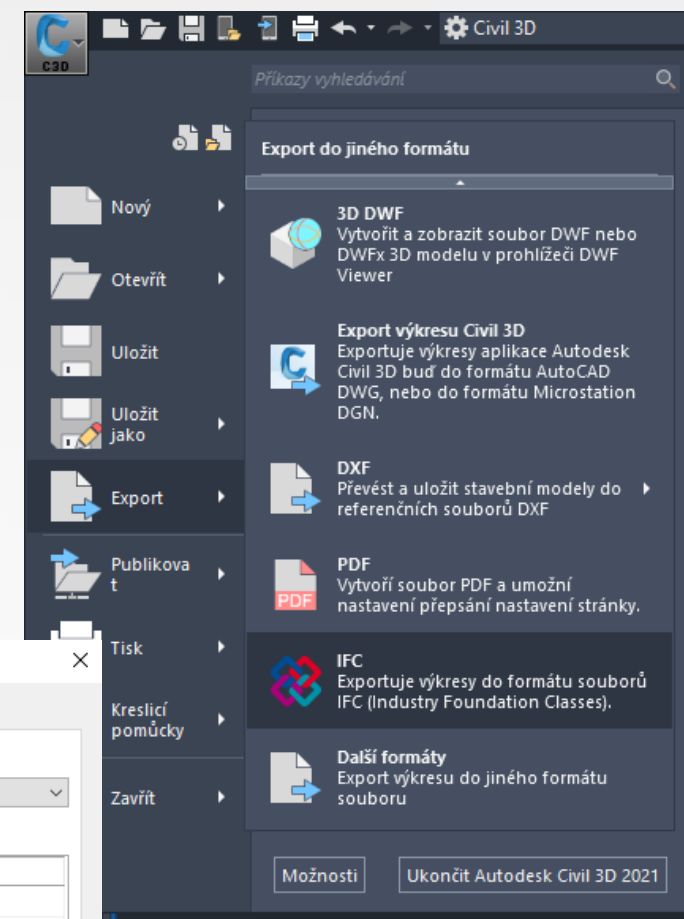 C3D
Civil 3D
Příkazy vyhledávání
Export do jiného formátu
Nový
Otevřít
Uložit
Uložit
jako
Export
Publikova
t
Tisk
Kreslicí
pomůcky
Zavřít
3D DWF
Vytvořit a zobrazit soubor DWF nebo
DWFx 3D modelu v prohlížeči DWF
Viewer
Export výkresu Civil 3D
Exportuje výkresy aplikace Autodesk
Civil 3D buď do formátu AutoCAD
DWG, nebo do formátu Microstation
DGN.
DXF
Převést a uložit stavební modely do
referenčních souborů DXF
PDF
PDF
Vytvoří soubor PDF a umožní
nastavení přepsání nastavení stránky.
IFC
Exportuje výkresy do formátu souborů
IFC (Industry Foundation Classes).
Další formáty
Export výkresu do jiného formátu
souboru
Možnosti
Ukončit Autodesk Civil 3D 2021